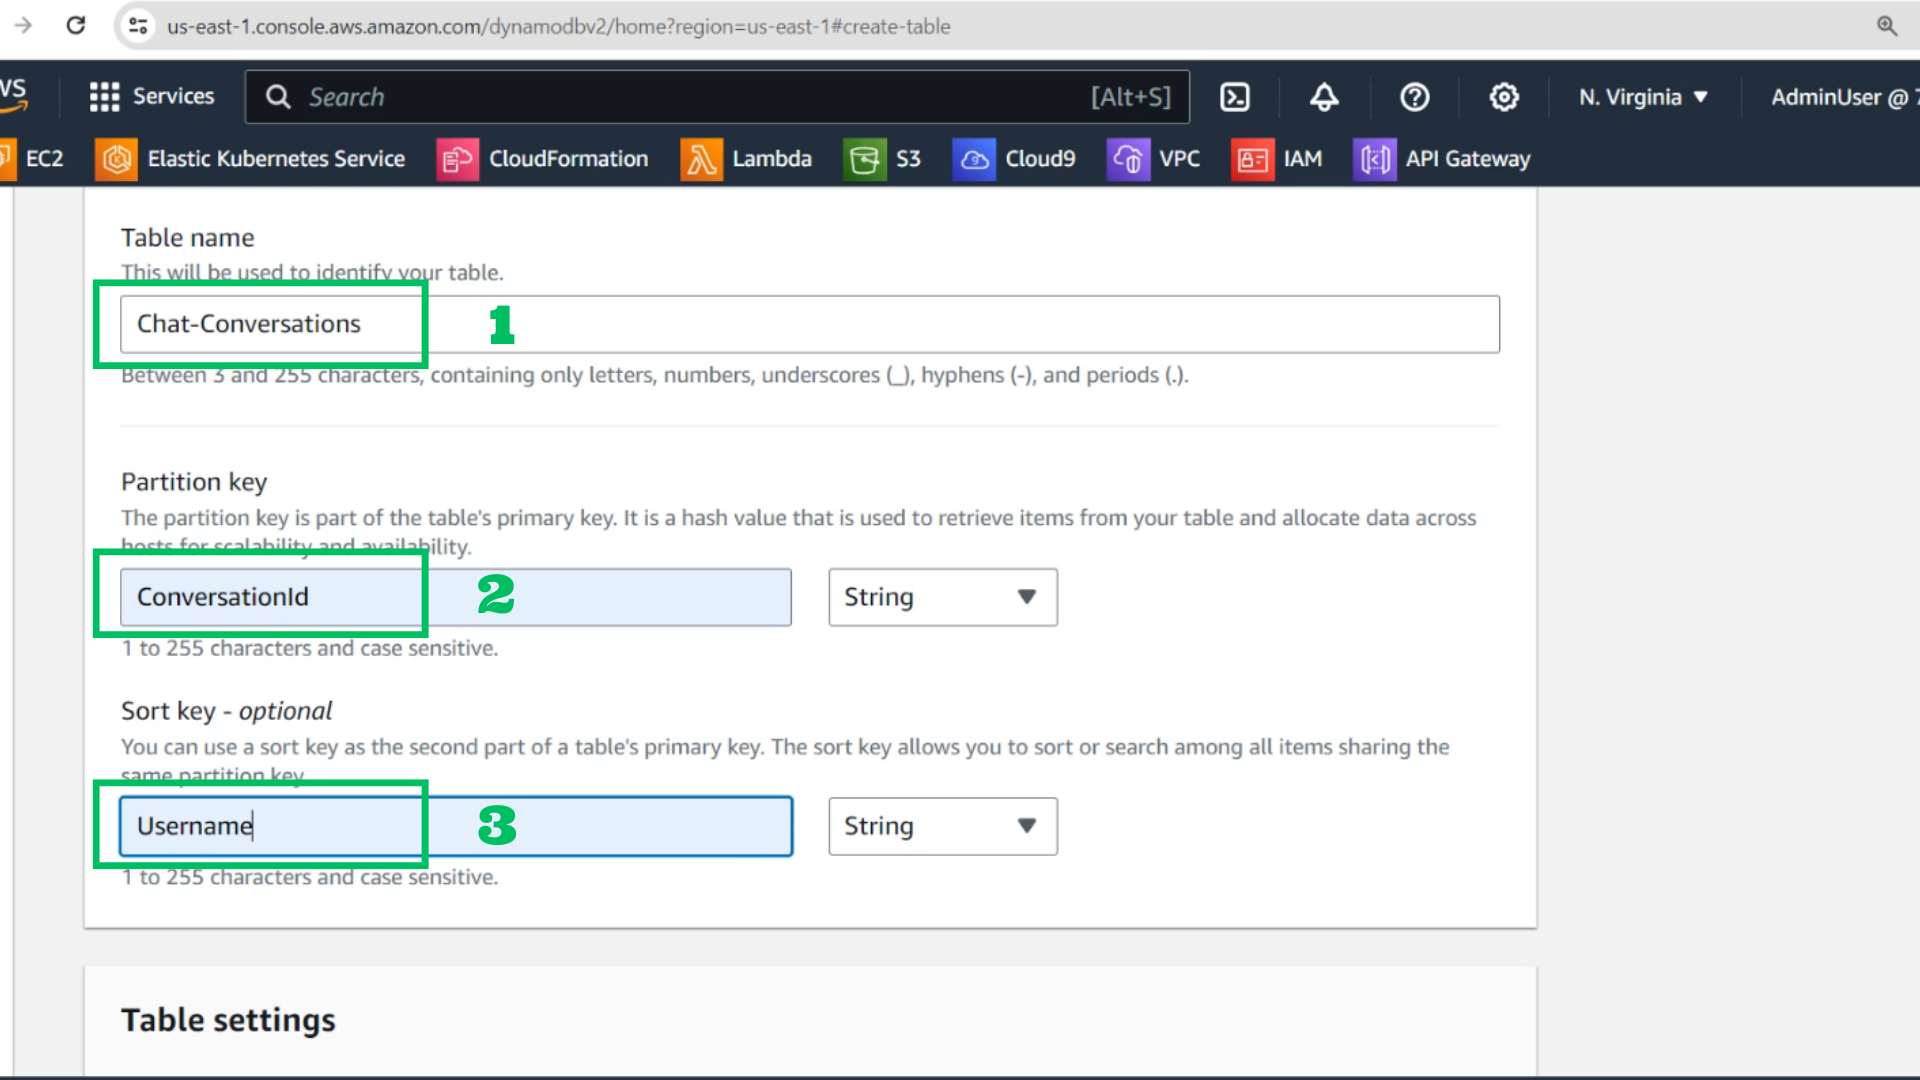 us-east-1.console.aws.amazon.com/dynamodbv2/home?region=us-east-1#create-table
Services
Search
[Alt+S]
N. Virginia
AdminUser @
EC2
Elastic Kubernetes Service
CloudFormation
Lambda
S3
Cloud9
VPC
IAM
API Gateway
Table name
This will be used to identify your table.
Chat-Conversations
1
Between 3 and 255 characters, containing only letters, numbers, underscores (_), hyphens (-), and periods (.).
Partition key
The partition key is part of the table's primary key. It is a hash value that is used to retrieve items from your table and allocate data across
hosts for scalability and availability.
ConversationId
2
String
1 to 255 characters and case sensitive.
Sort key - optional
You can use a sort key as the second part of a table's primary key. The sort key allows you to sort or search among all items sharing the
same partition key.
Username
3
String
1 to 255 characters and case sensitive.
Table settings